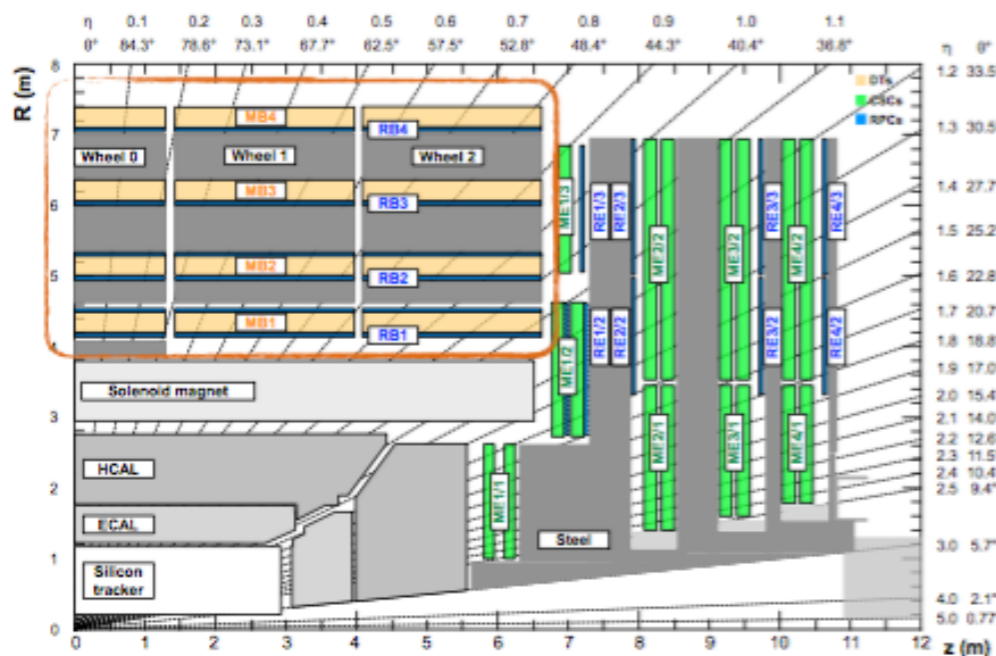 η 0.1 0.2 0.3 0.4 0.5 0.6 0.7 0.8 0.9 1.0 1.1
θ° 84.3° 78.6° 73.1° 67.7° 62.5° 57.5° 52.8° 48.4° 44.3° 40.4° 36.8° η θ°
R (m)
8
7
6
5
4
3
2
1
0
DTs
CSCs
RPCs
1.2 33.5
1.3 30.5
1.4 27.7
1.5 25.2
1.6 22.8
1.7 20.7
1.8 18.8
1.9 17.0
2.0 15.4
2.1 14.0
2.2 12.6
2.3 11.5
2.4 10.4
2.5 9.4°
3.0 5.7°
4.0 2.1°
5.0 0.77
MB4
RB4
Wheel 0 Wheel 1 Wheel 2
MB3
RB3
MB2
RB2
MB1
RB1
ME1/3
RE1/3
RE2/3
ME2/2
ME3/2
RE3/3
ME4/2
RE4/3
ME1/2
RE1/2
RE2/2
RE3/2
RE4/2
Solenoid magnet
HCAL
ECAL
Silicon
tracker
ME1/1
ME2/1
ME3/1
ME4/1
Steel
0 1 2 3 4 5 6 7 8 9 10 11 12
z (m)